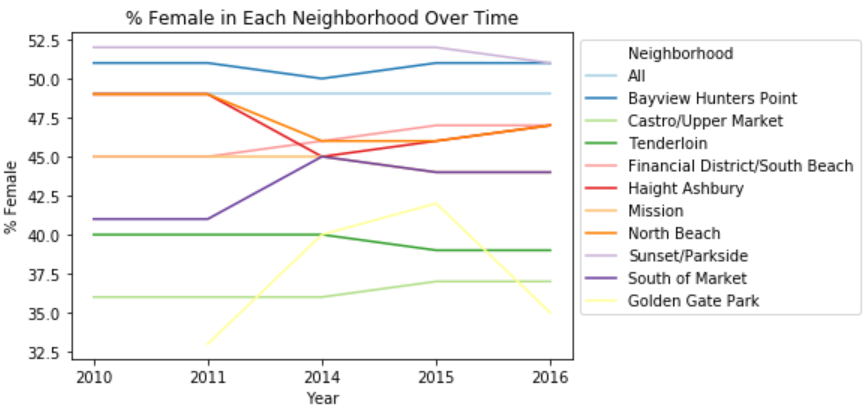 % Female in Each Neighborhood Over Time
52.5
50.0
47.5
45.0
42.5
40.0
37.5
35.0
32.5
% Female
2010 2011 2014 2015 2016
Year
Neighborhood
All
Bayview Hunters Point
Castro/Upper Market
Tenderloin
Financial District/South Beach
Haight Ashbury
Mission
North Beach
Sunset/Parkside
South of Market
Golden Gate Park